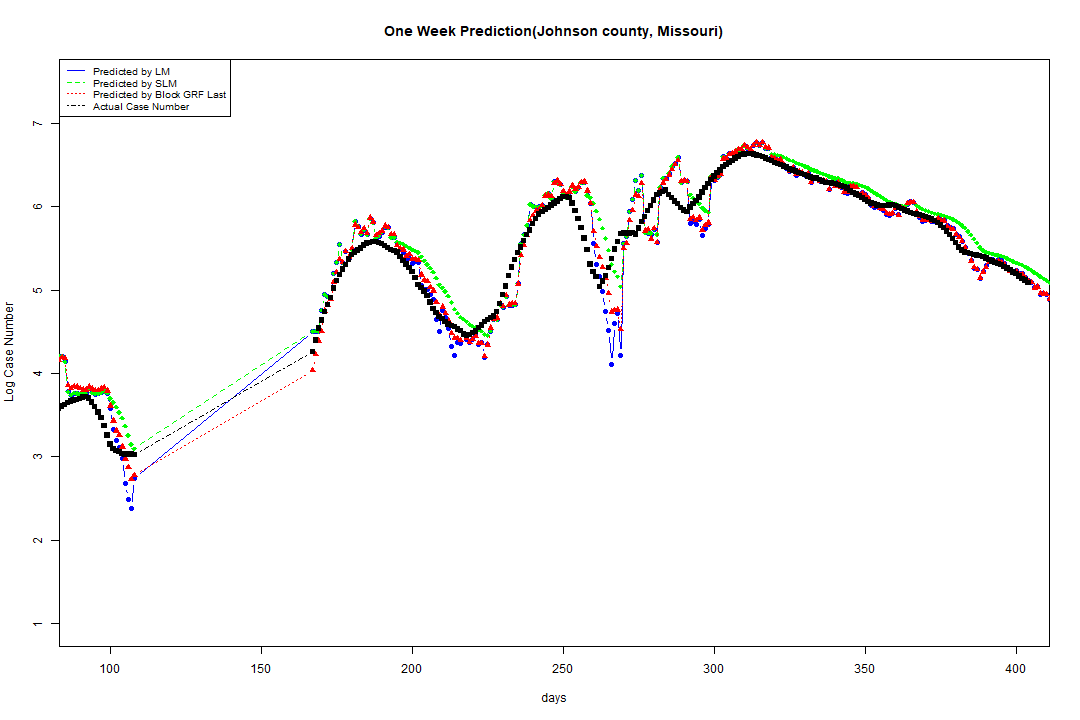 One Week Prediction(Johnson county, Missouri)
Predicted by LM
Predicted by SLM
Predicted by Block GRF Last
Actual Case Number
7
6
5
4
3
2
1
Log Case Number
100 150 200 250 300 350 400
days